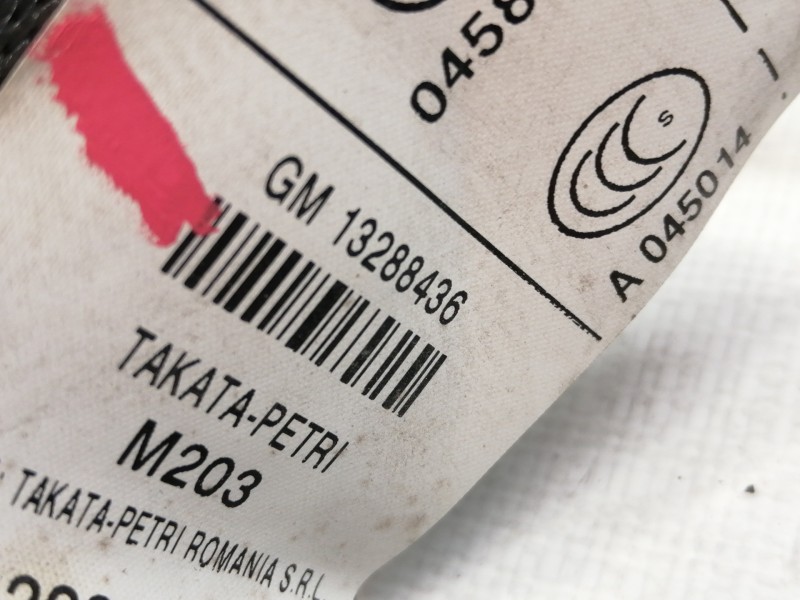 0458
S
A 045014
GM 13288436
TAKATA-PETRI
M203
TAKATA-PETRI ROMANIA S.R.L.